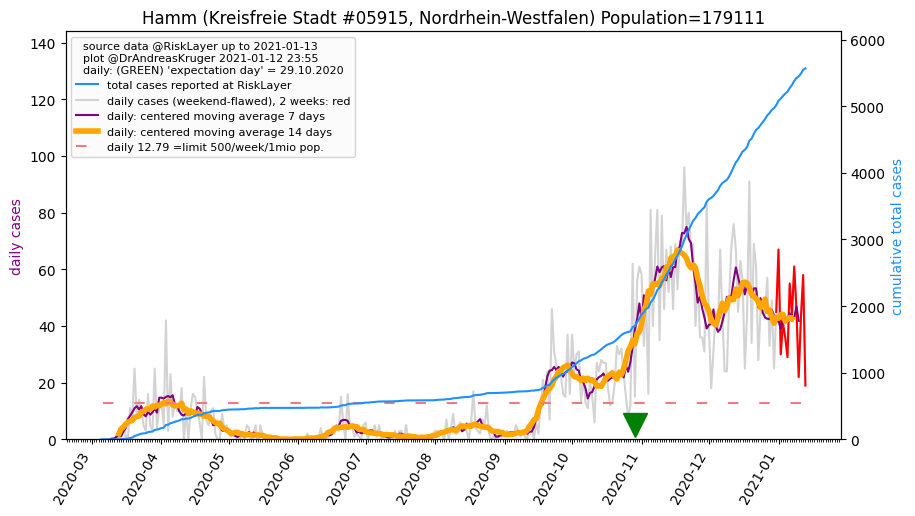 Hamm (Kreisfreie Stadt #05915, Nordrhein-Westfalen) Population=179111
source data @RiskLayer up to 2021-01-13
plot @DrAndreasKruger 2021-01-12 23:55
daily: (GREEN) 'expectation day' = 29.10.2020
total cases reported at RiskLayer
daily cases (weekend-flawed), 2 weeks: red
daily: centered moving average 7 days
daily: centered moving average 14 days
daily 12.79 =limit 500/week/1mio pop.
daily cases
140
120
100
80
60
40
20
0
cumulative total cases
6000
5000
4000
3000
2000
1000
0
2020-03
2020-04
2020-05
2020-06
2020-07
2020-08
2020-09
2020-10
2020-11
2020-12
2021-01